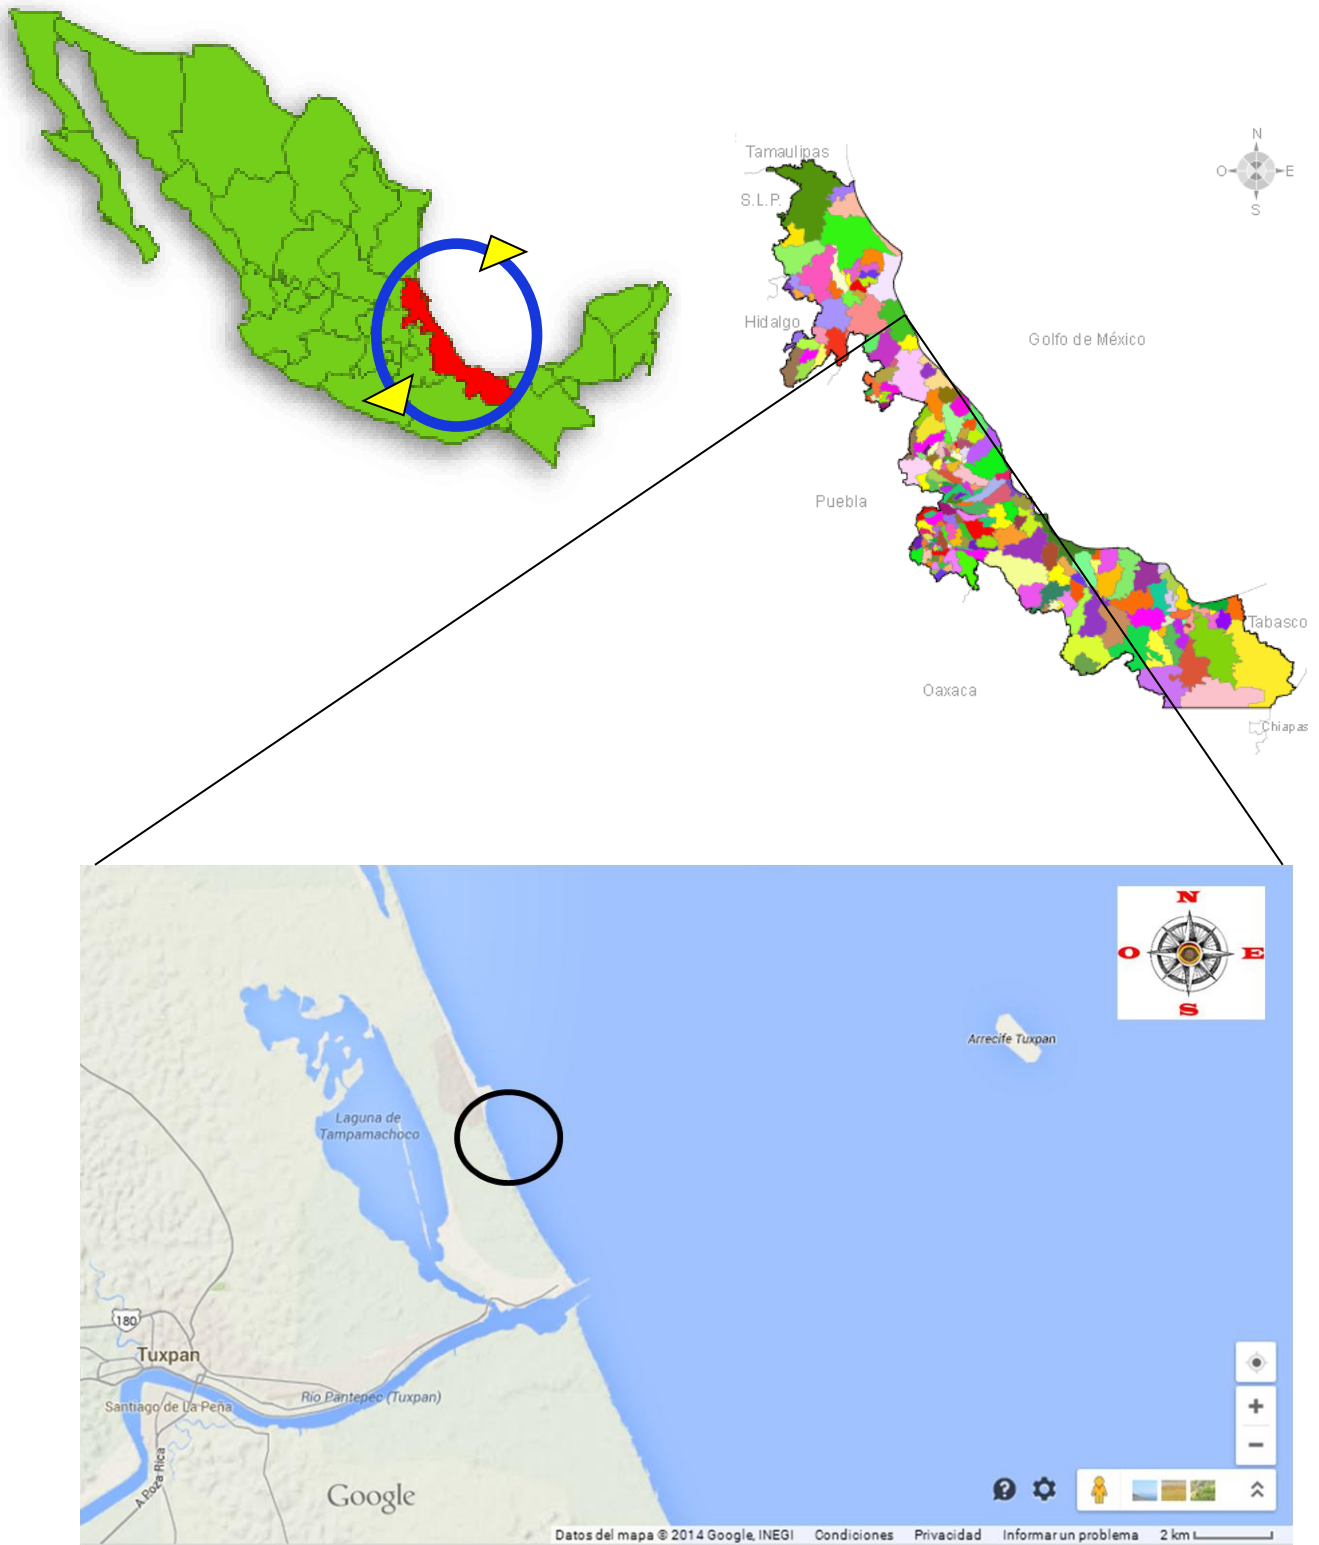 N
O
E
S
Tamaulipas
S.L.P.
Hidalgo
Golfo de México
Puebla
Tabasco
Oaxaca
Chiapas
N
O
E
S
Arrecife Tuxpan
Laguna de
Tampamachoco
180
Tuxpan
Santiago de La Peña
Río Pantepec (Tuxpan)
A Poza Rica
Google
Datos del mapa © 2014 Google, INEGI Condiciones Privacidad Informar un problema 2 km